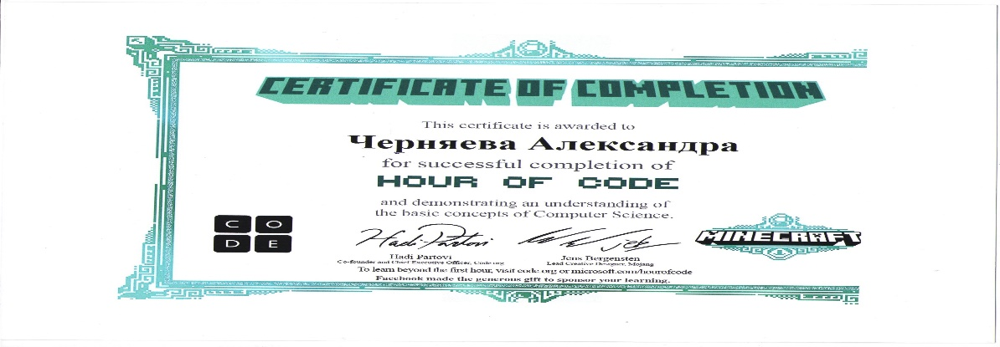 CERTIFICATE OF COMPLETION
This certificate is awarded to
Черняева Александра
for successful completion of
HOUR OF CODE
and demonstrating an understanding of
the basic concepts of Computer Science.
C O
D E
Hadi Partovi
Hadi Partovi
Co-founder and Chief Executive Officer, Code.org
Jens Bergensten
Lead Creative Designer, Mojang
MINECRAFT
To learn beyond the first hour, visit code.org or microsoft.com/hourofcode
Facebook made the generous gift to sponsor your learning.